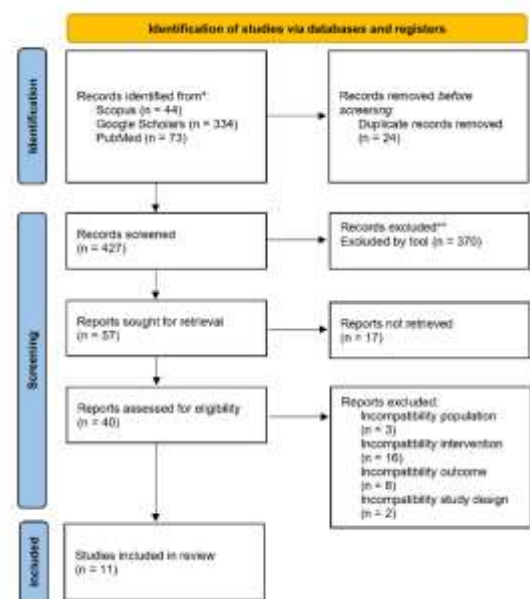 Identification of studies via databases and registers
Identification
Records identified from*:
Scopus (n = 44)
Google Scholars (n = 334)
PubMed (n = 73)
Records removed before
screening:
Duplicate records removed
(n = 24)
Screening
Records screened
(n = 427)
Records excluded**
Excluded by tool (n = 370)
Reports sought for retrieval
(n = 57)
Reports not retrieved
(n = 17)
Reports assessed for eligibility
(n = 40)
Reports excluded:
Incompatibility population
(n = 3)
Incompatibility intervention
(n = 16)
Incompatibility outcome
(n = 8)
Incompatibility study design
(n = 2)
Included
Studies included in review
(n = 11)